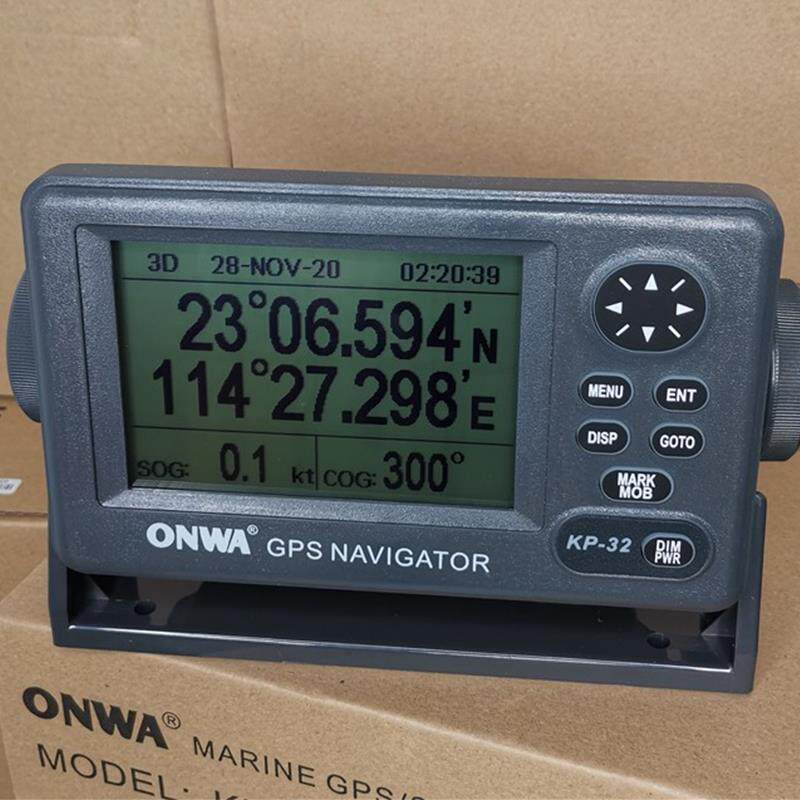 3D 28-NOV-20 02:20:39
23°06.594'N
114°27.298'E
SOG: 0.1 kt COG: 300°
MENU ENT
DISP GOTO
MARK
MOB
ONWA® GPS NAVIGATOR
KP-32 DIM
PWR
ONWA® MARINE
MODEL: